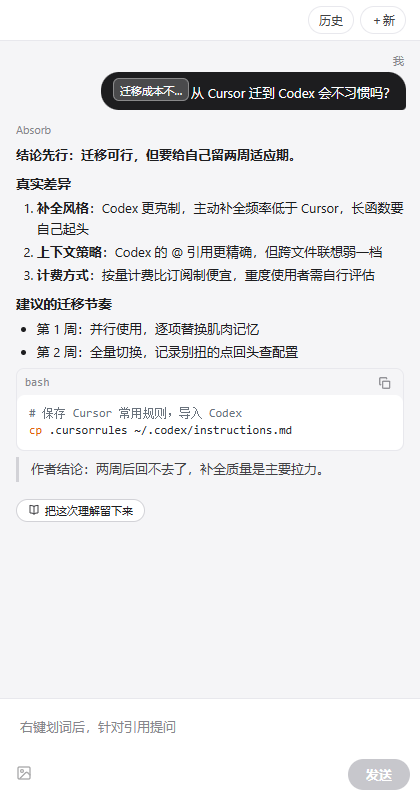 历史
+ 新
我
迁移成本不... 从 Cursor 迁到 Codex 会不习惯吗？
Absorb
结论先行：迁移可行，但要给自己留两周适应期。
真实差异
1. 补全风格：Codex 更克制，主动补全频率低于 Cursor，长函数要
自己起头
2. 上下文策略：Codex 的 @ 引用更精确，但跨文件联想弱一档
3. 计费方式：按量计费比订阅制便宜，重度使用者需自行评估
建议的迁移节奏
• 第 1 周：并行使用，逐项替换肌肉记忆
• 第 2 周：全量切换，记录别扭的点回头查配置
bash
# 保存 Cursor 常用规则，导入 Codex
cp .cursorrules ~/.codex/instructions.md
作者结论：两周后回不去了，补全质量是主要拉力。
把这次理解留下来
右键划词后，针对引用提问
发送